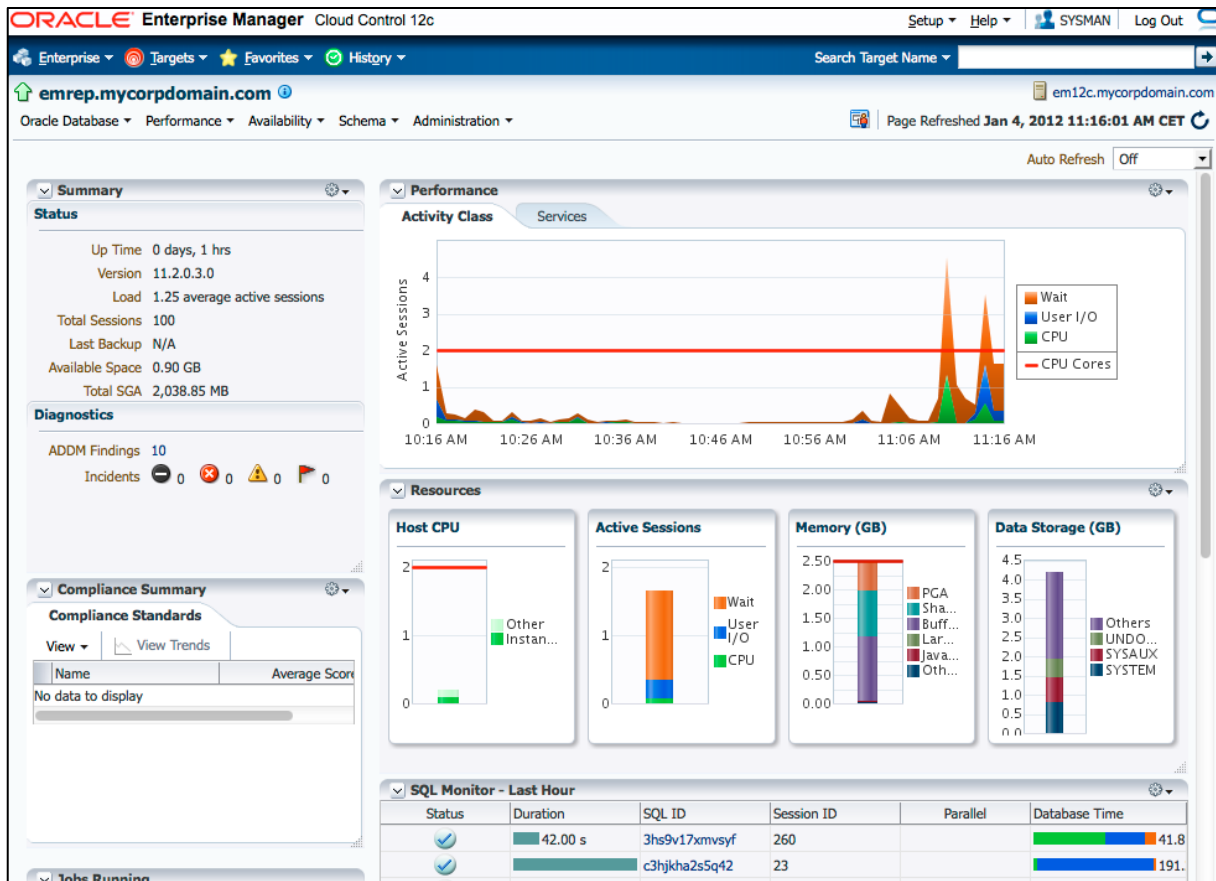 ORACLE Enterprise Manager Cloud Control 12c
Setup Help SYSMAN Log Out
Enterprise Targets Favorites History
Search Target Name
emrep.mycorpdomain.com
em12c.mycorpdomain.com
Oracle Database Performance Availability Schema Administration
Page Refreshed Jan 4, 2012 11:16:01 AM CET
Auto Refresh Off
Summary
Status
Up Time 0 days, 1 hrs
Version 11.2.0.3.0
Load 1.25 average active sessions
Total Sessions 100
Last Backup N/A
Available Space 0.90 GB
Total SGA 2,038.85 MB
Diagnostics
ADDM Findings 10
Incidents 0 0 0 0
Compliance Summary
Compliance Standards
View View Trends
Name Average Score
No data to display
Jobs Running
Performance
Activity Class Services
Active Sessions
4
3
2
1
0
10:16 AM 10:26 AM 10:36 AM 10:46 AM 10:56 AM 11:06 AM 11:16 AM
Wait
User I/O
CPU
CPU Cores
Resources
Host CPU
2
1
0
Other
Instan...
Active Sessions
2
1
0
Wait
User
I/O
CPU
Memory (GB)
2.50
2.00
1.50
1.00
0.50
0.00
PGA
Sha...
Buff...
Lar...
Java...
Oth...
Data Storage (GB)
4.5
4.0
3.5
3.0
2.5
2.0
1.5
1.0
0.5
0.0
Others
UNDO...
SYSAUX
SYSTEM
SQL Monitor - Last Hour
Status Duration SQL ID Session ID Parallel Database Time
42.00 s 3hs9v17xmvsyf 260 41.8
c3hjkha2s5q42 23 191.